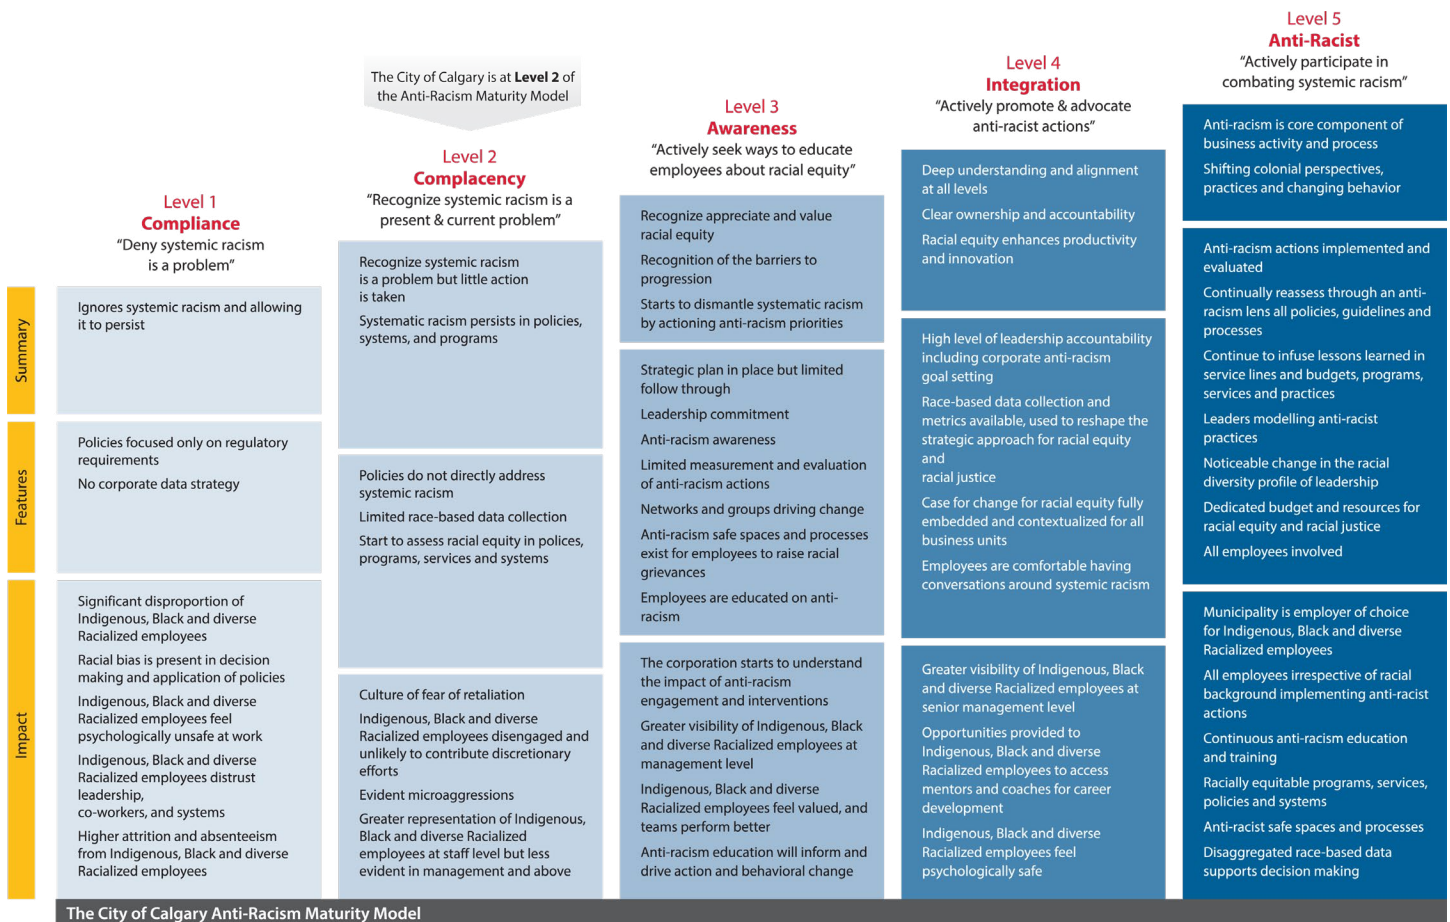 The City of Calgary is at Level 2 of
the Anti-Racism Maturity Model
Level 1
Compliance
“Deny systemic racism
is a problem”
Summary
Ignores systemic racism and allowing
it to persist
Features
Policies focused only on regulatory
requirements
No corporate data strategy
Impact
Significant disproportion of
Indigenous, Black and diverse
Racialized employees
Racial bias is present in decision
making and application of policies
Indigenous, Black and diverse
Racialized employees feel
psychologically unsafe at work
Indigenous, Black and diverse
Racialized employees distrust
leadership,
co-workers, and systems
Higher attrition and absenteeism
from Indigenous, Black and diverse
Racialized employees
Level 2
Complacency
“Recognize systemic racism is a
present & current problem”
Recognize systemic racism
is a problem but little action
is taken
Systematic racism persists in policies,
systems, and programs
Policies do not directly address
systemic racism
Limited race-based data collection
Start to assess racial equity in polices,
programs, services and systems
Culture of fear of retaliation
Indigenous, Black and diverse
Racialized employees disengaged and
unlikely to contribute discretionary
efforts
Evident microaggressions
Greater representation of Indigenous,
Black and diverse Racialized
employees at staff level but less
evident in management and above
Level 3
Awareness
“Actively seek ways to educate
employees about racial equity”
Recognize appreciate and value
racial equity
Recognition of the barriers to
progression
Starts to dismantle systematic racism
by actioning anti-racism priorities
Strategic plan in place but limited
follow through
Leadership commitment
Anti-racism awareness
Limited measurement and evaluation
of anti-racism actions
Networks and groups driving change
Anti-racism safe spaces and processes
exist for employees to raise racial
grievances
Employees are educated on anti-
racism
The corporation starts to understand
the impact of anti-racism
engagement and interventions
Greater visibility of Indigenous, Black
and diverse Racialized employees at
management level
Indigenous, Black and diverse
Racialized employees feel valued, and
teams perform better
Anti-racism education will inform and
drive action and behavioral change
Level 4
Integration
“Actively promote & advocate
anti-racist actions”
Deep understanding and alignment
at all levels
Clear ownership and accountability
Racial equity enhances productivity
and innovation
High level of leadership accountability
including corporate anti-racism
goal setting
Race-based data collection and
metrics available, used to reshape the
strategic approach for racial equity
and
racial justice
Case for change for racial equity fully
embedded and contextualized for all
business units
Employees are comfortable having
conversations around systemic racism
Greater visibility of Indigenous, Black
and diverse Racialized employees at
senior management level
Opportunities provided to
Indigenous, Black and diverse
Racialized employees to access
mentors and coaches for career
development
Indigenous, Black and diverse
Racialized employees feel
psychologically safe
Level 5
Anti-Racist
“Actively participate in
combating systemic racism”
Anti-racism is core component of
business activity and process
Shifting colonial perspectives,
practices and changing behavior
Anti-racism actions implemented and
evaluated
Continually reassess through an anti-
racism lens all policies, guidelines and
processes
Continue to infuse lessons learned in
service lines and budgets, programs,
services and practices
Leaders modelling anti-racist
practices
Noticeable change in the racial
diversity profile of leadership
Dedicated budget and resources for
racial equity and racial justice
All employees involved
Municipality is employer of choice
for Indigenous, Black and diverse
Racialized employees
All employees irrespective of racial
background implementing anti-racist
actions
Continuous anti-racism education
and training
Racially equitable programs, services,
policies and systems
Anti-racist safe spaces and processes
Disaggregated race-based data
supports decision making
The City of Calgary Anti-Racism Maturity Model